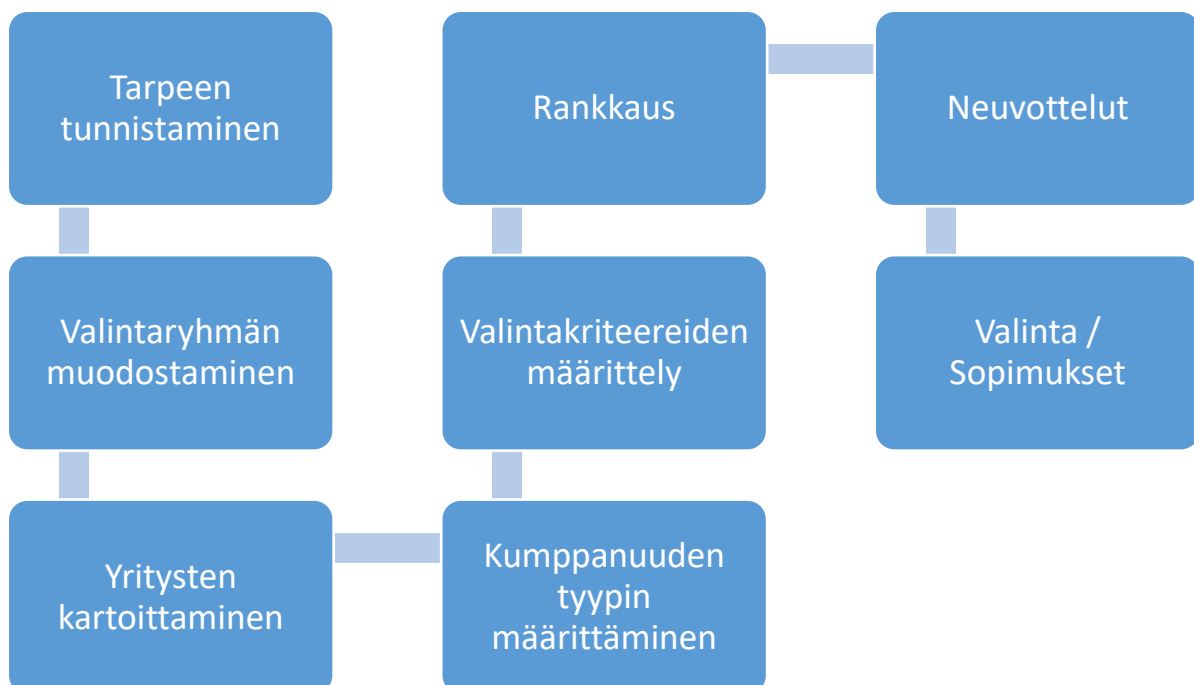 Tarpeen
tunnistaminen
Valintaryhmän
muodostaminen
Yritysten
kartoittaminen
Kumppanuuden
tyypin
määrittäminen
Valintakriteereiden
määrittely
Rankkaus
Neuvottelut
Valinta /
Sopimukset